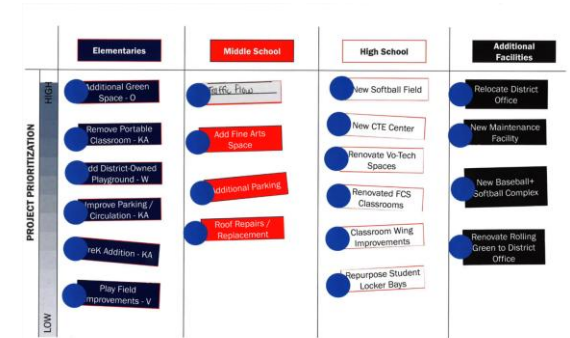 Elementaries
Middle School
High School
Additional
Facilities
PROJECT PRIORITIZATION
HIGH
LOW
Additional Green
Space - O
Remove Portable
Classroom - KA
Add District-Owned
Playground - W
Improve Parking /
Circulation - KA
PreK Addition - KA
Play Field
Improvements - V
Traffic Flow
Add Fine Arts
Space
Additional Parking
Roof Repairs /
Replacement
New Softball Field
New CTE Center
Renovate Vo-Tech
Spaces
Renovated FCS
Classrooms
Classroom Wing
Improvements
Repurpose Student
Locker Bays
Relocate District
Office
New Maintenance
Facility
New Baseball+
Softball Complex
Renovate Rolling
Green to District
Office